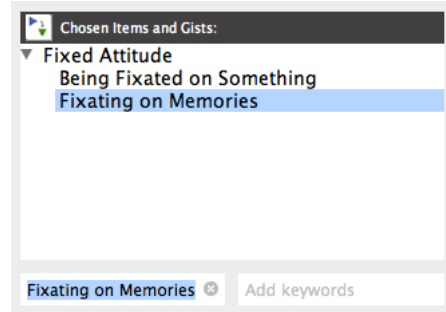 Chosen Items and Gists:
Fixed Attitude
Being Fixated on Something
Fixating on Memories
Fixating on Memories Add keywords